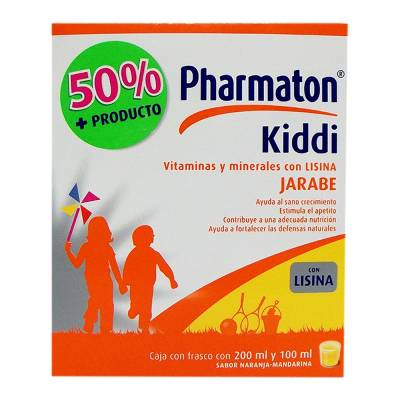 50%
+ PRODUCTO
Pharmaton®
Kiddi
Vitaminas y minerales con LISINA
JARABE
Ayuda al sano crecimiento
Estimula el apetito
Contribuye a una adecuada nutrición
Ayuda a fortalecer las defensas naturales
CON
LISINA
Caja con frasco con 200 ml y 100 ml
SABOR NARANJA-MANDARINA